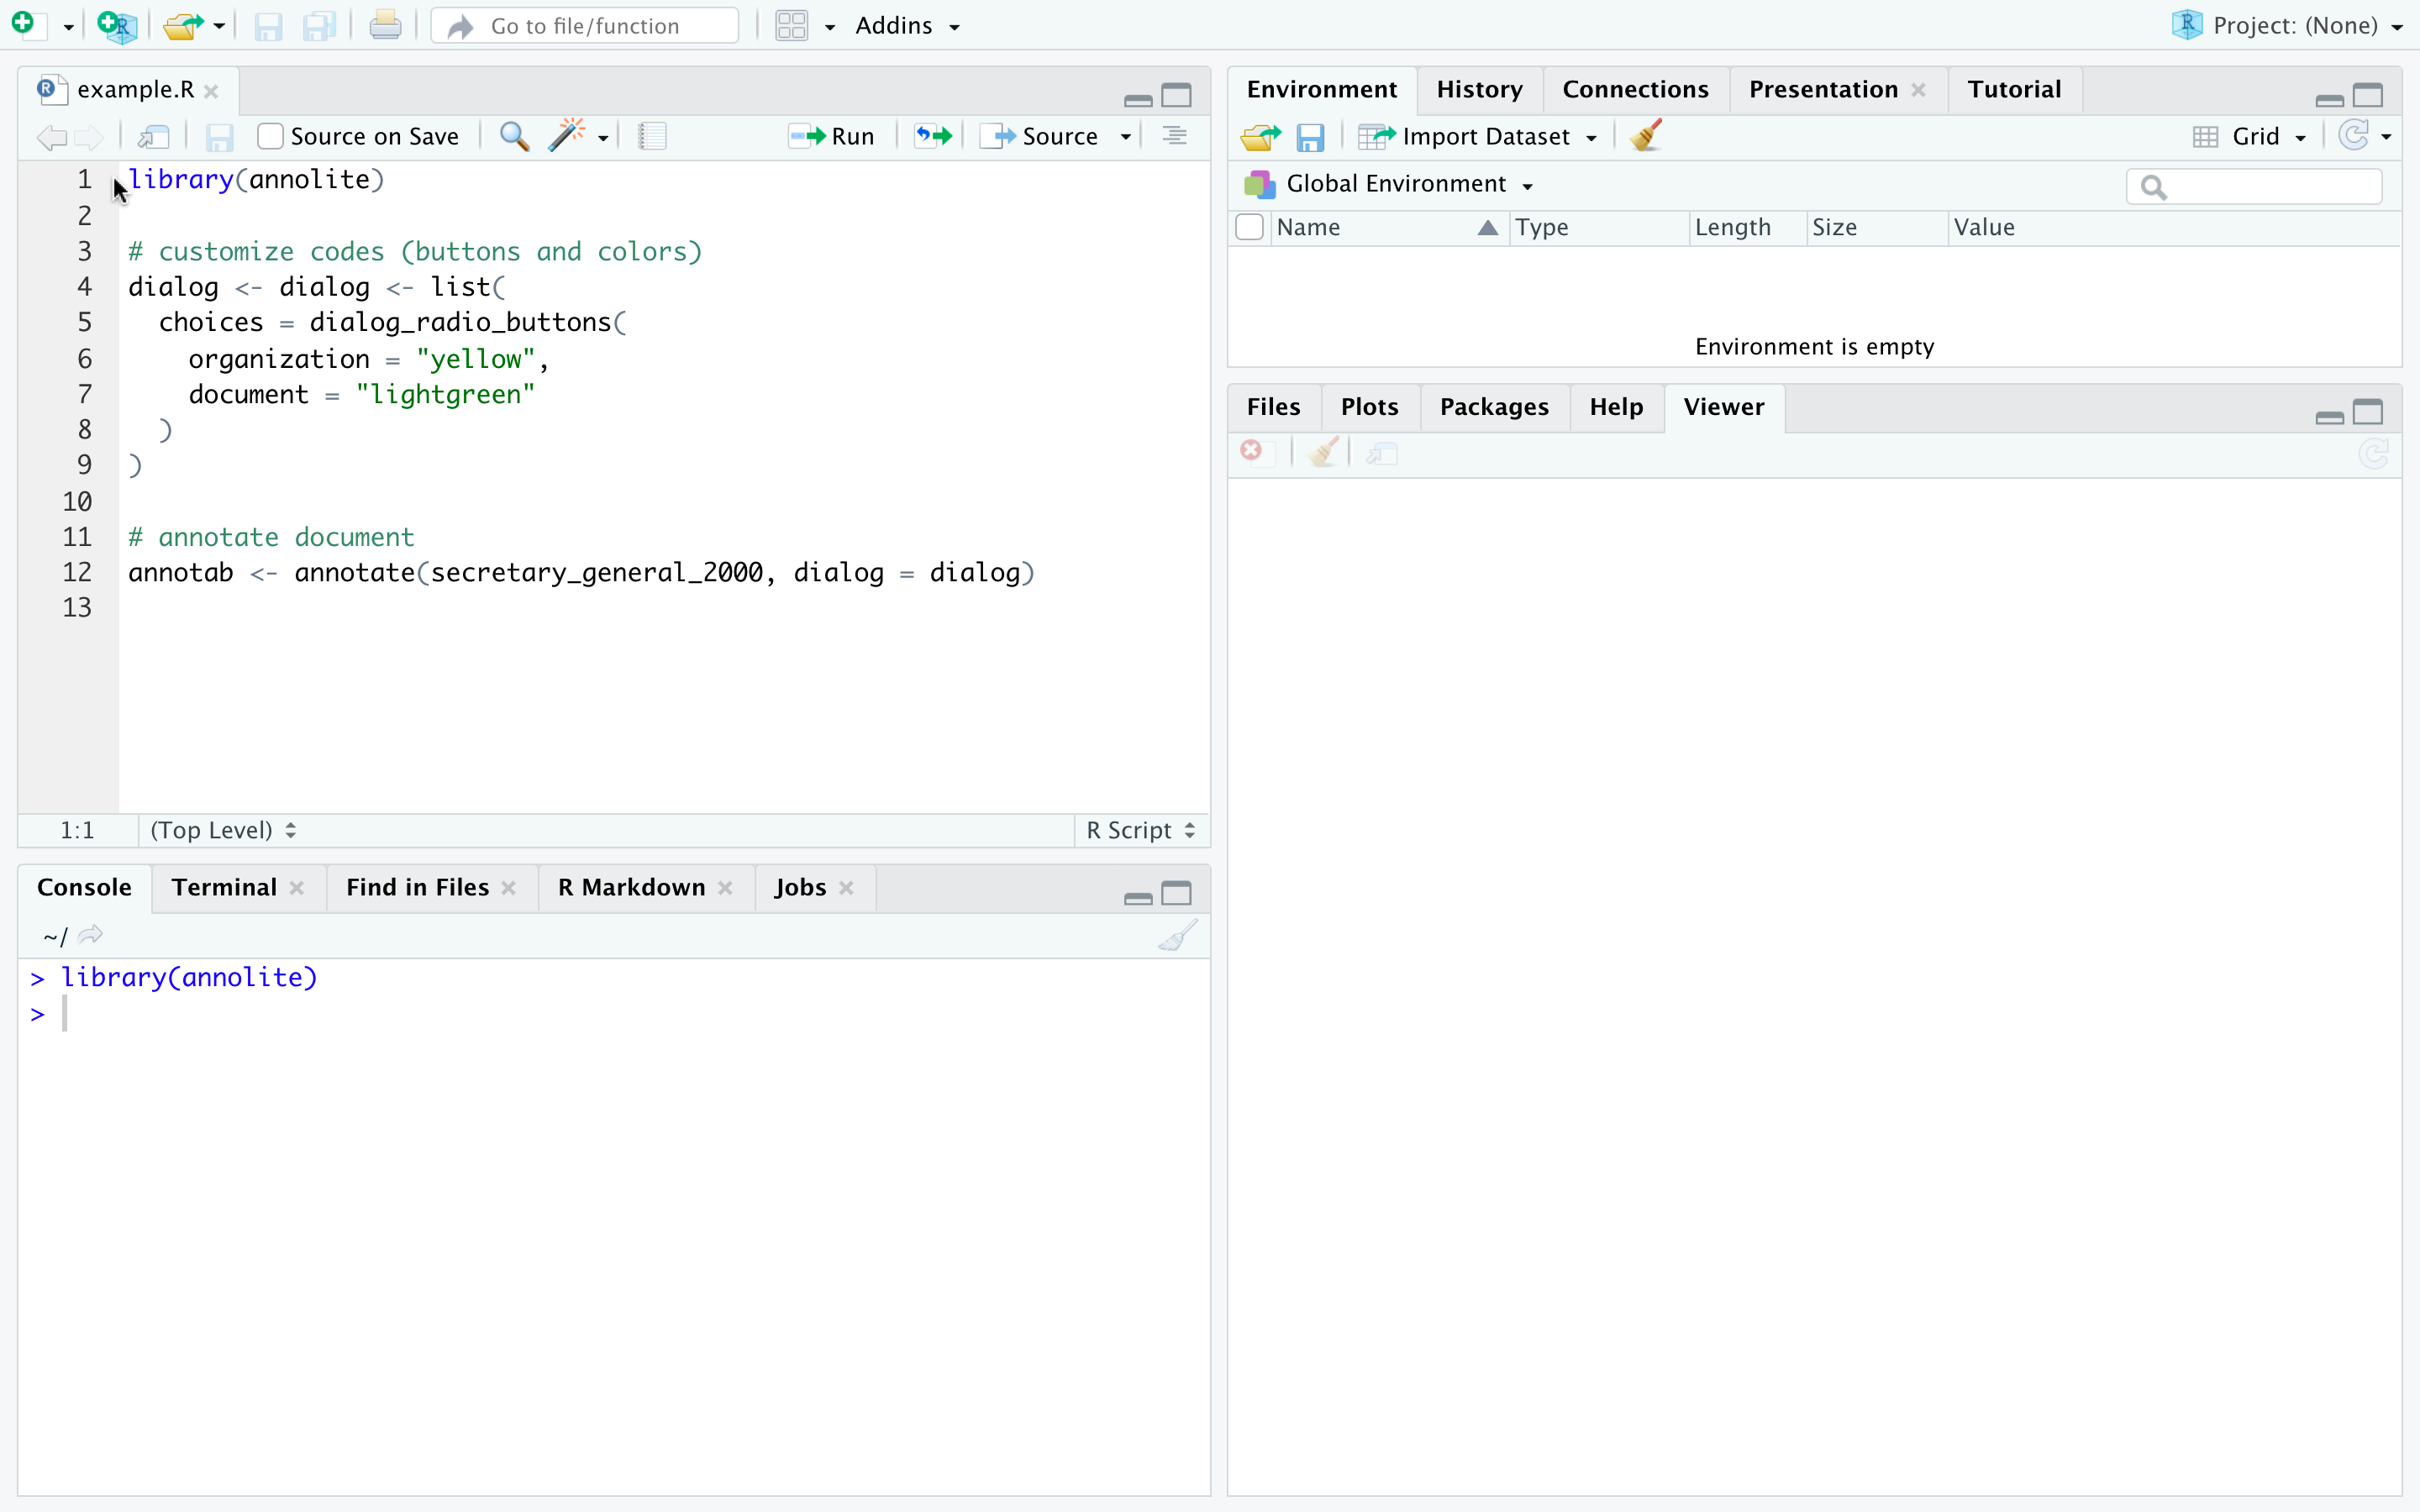 Go to file/function
Addins
Project: (None)
example.R
Source on Save
Run
Source
1 library(annolite)
2
3 # customize codes (buttons and colors)
4 dialog <- dialog <- list(
5   choices = dialog_radio_buttons(
6     organization = "yellow",
7     document = "lightgreen"
8   )
9 )
10
11 # annotate document
12 annotab <- annotate(secretary_general_2000, dialog = dialog)
13
1:1 (Top Level) R Script
Console Terminal Find in Files R Markdown Jobs
~/
> library(annolite)
>
Environment History Connections Presentation Tutorial
Import Dataset Grid
Global Environment
Name Type Length Size Value
Environment is empty
Files Plots Packages Help Viewer